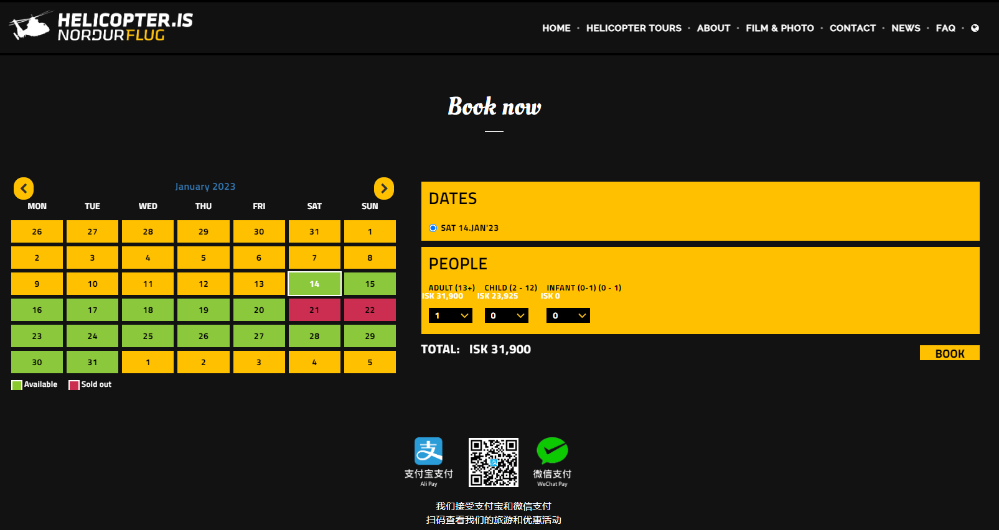 HELICOPTER.IS
NORÐURFLUG
HOME • HELICOPTER TOURS • ABOUT • FILM & PHOTO • CONTACT • NEWS • FAQ •
Book now
January 2023
MON TUE WED THU FRI SAT SUN
26 27 28 29 30 31 1
2 3 4 5 6 7 8
9 10 11 12 13 14 15
16 17 18 19 20 21 22
23 24 25 26 27 28 29
30 31 1 2 3 4 5
Available Sold out
DATES
SAT 14.JAN'23
PEOPLE
ADULT (13+) CHILD (2 - 12) INFANT (0-1) (0 - 1)
ISK 31,900 ISK 23,925 ISK 0
1 0 0
TOTAL: ISK 31,900
BOOK
支
支付宝支付
Ali Pay
支
微信支付
WeChat Pay
我们接受支付宝和微信支付
扫码查看我们的旅游和优惠活动